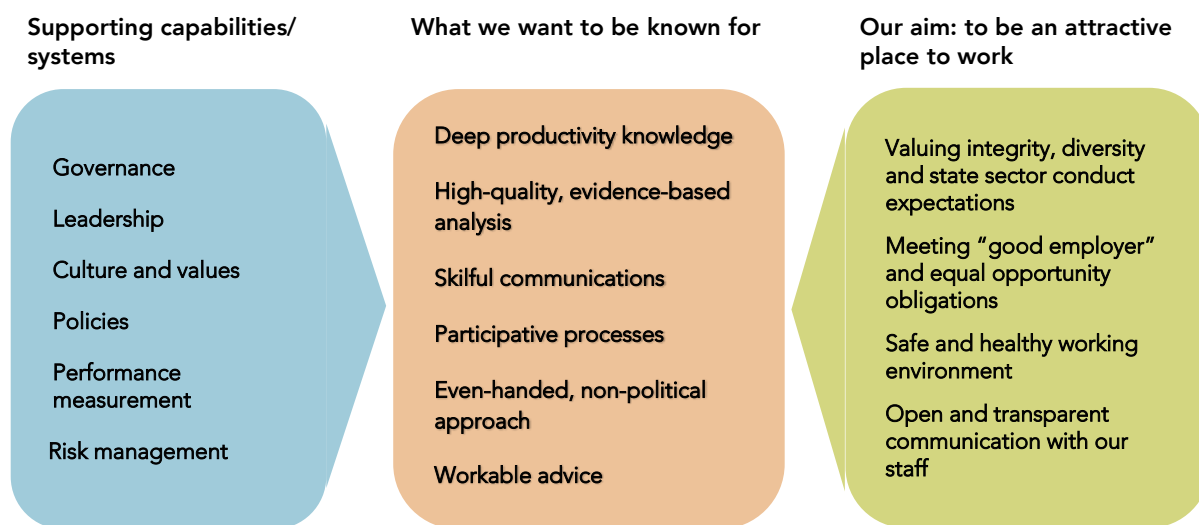 Supporting capabilities/
systems
Governance
Leadership
Culture and values
Policies
Performance
measurement
Risk management
What we want to be known for
Deep productivity knowledge
High-quality, evidence-based
analysis
Skilful communications
Participative processes
Even-handed, non-political
approach
Workable advice
Our aim: to be an attractive
place to work
Valuing integrity, diversity
and state sector conduct
expectations
Meeting “good employer”
and equal opportunity
obligations
Safe and healthy working
environment
Open and transparent
communication with our
staff